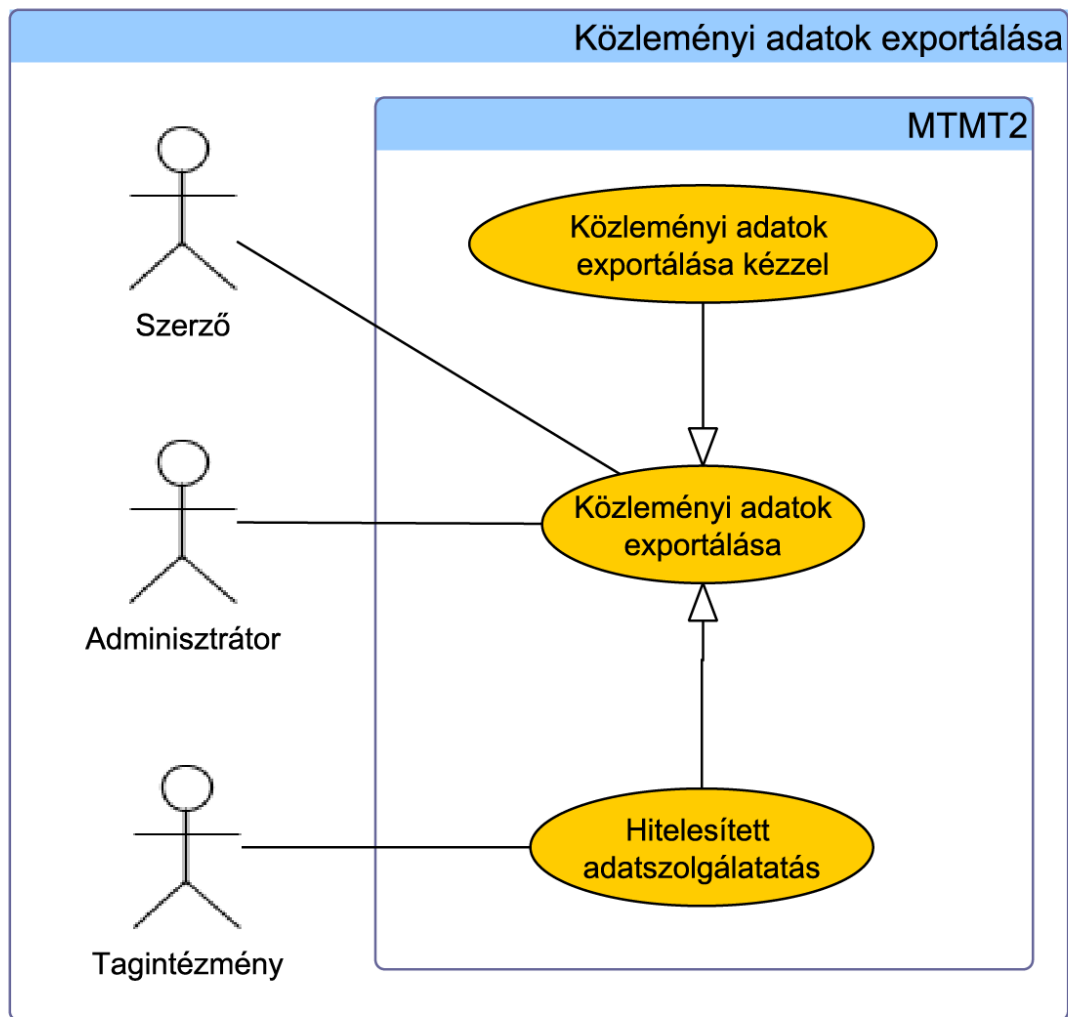 Közleményi adatok exportálása
MTMT2
Közleményi adatok
exportálása kézzel
Szerző
Közleményi adatok
exportálása
Adminisztrátor
Hitelesített
adatszolgálatatás
Tagintézmény